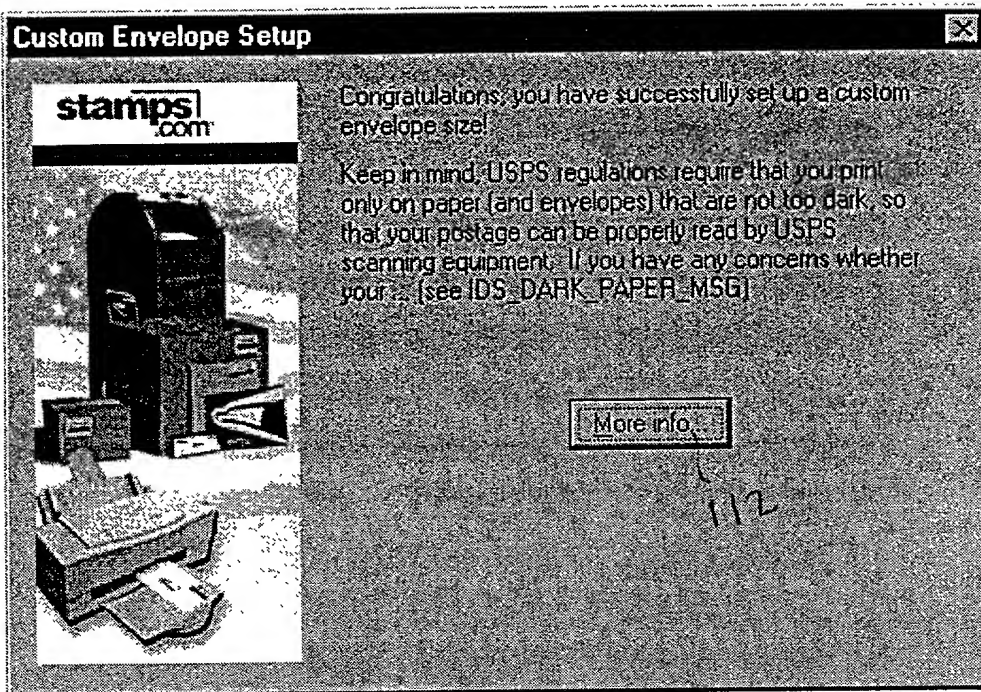 Custom Envelope Setup
stamps
.com
Congratulations, you have successfully set up a custom
envelope size!
Keep in mind, USPS regulations require that you print
only on paper (and envelopes) that are not too dark, so
that your postage can be properly read by USPS
scanning equipment. If you have any concerns whether
your ... [see IDS_DARK_PAPER_MSG]
More info...
112